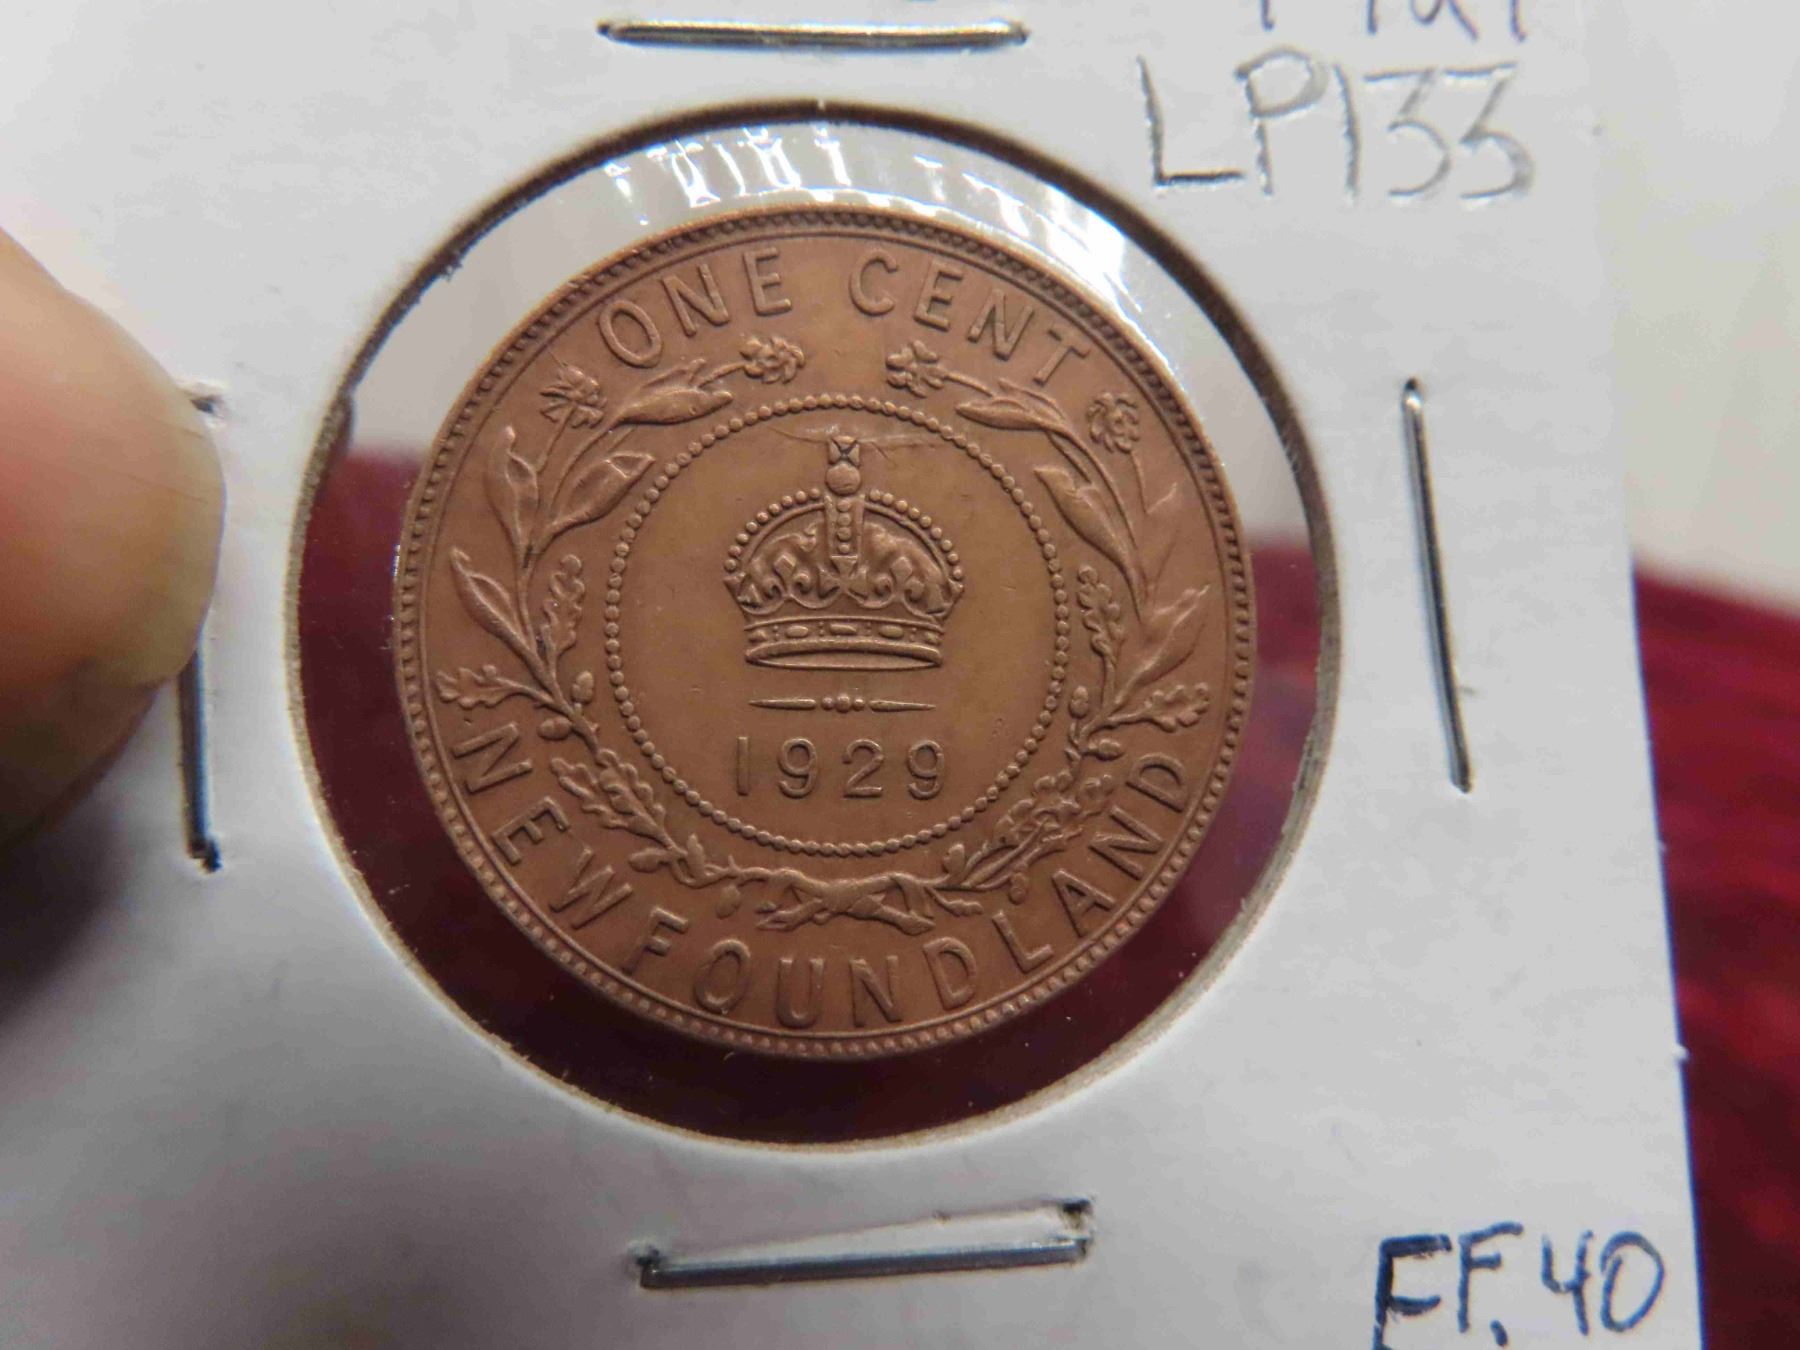 LP133
ONE CENT
1929
NEWFOUNDLAND
EF.40